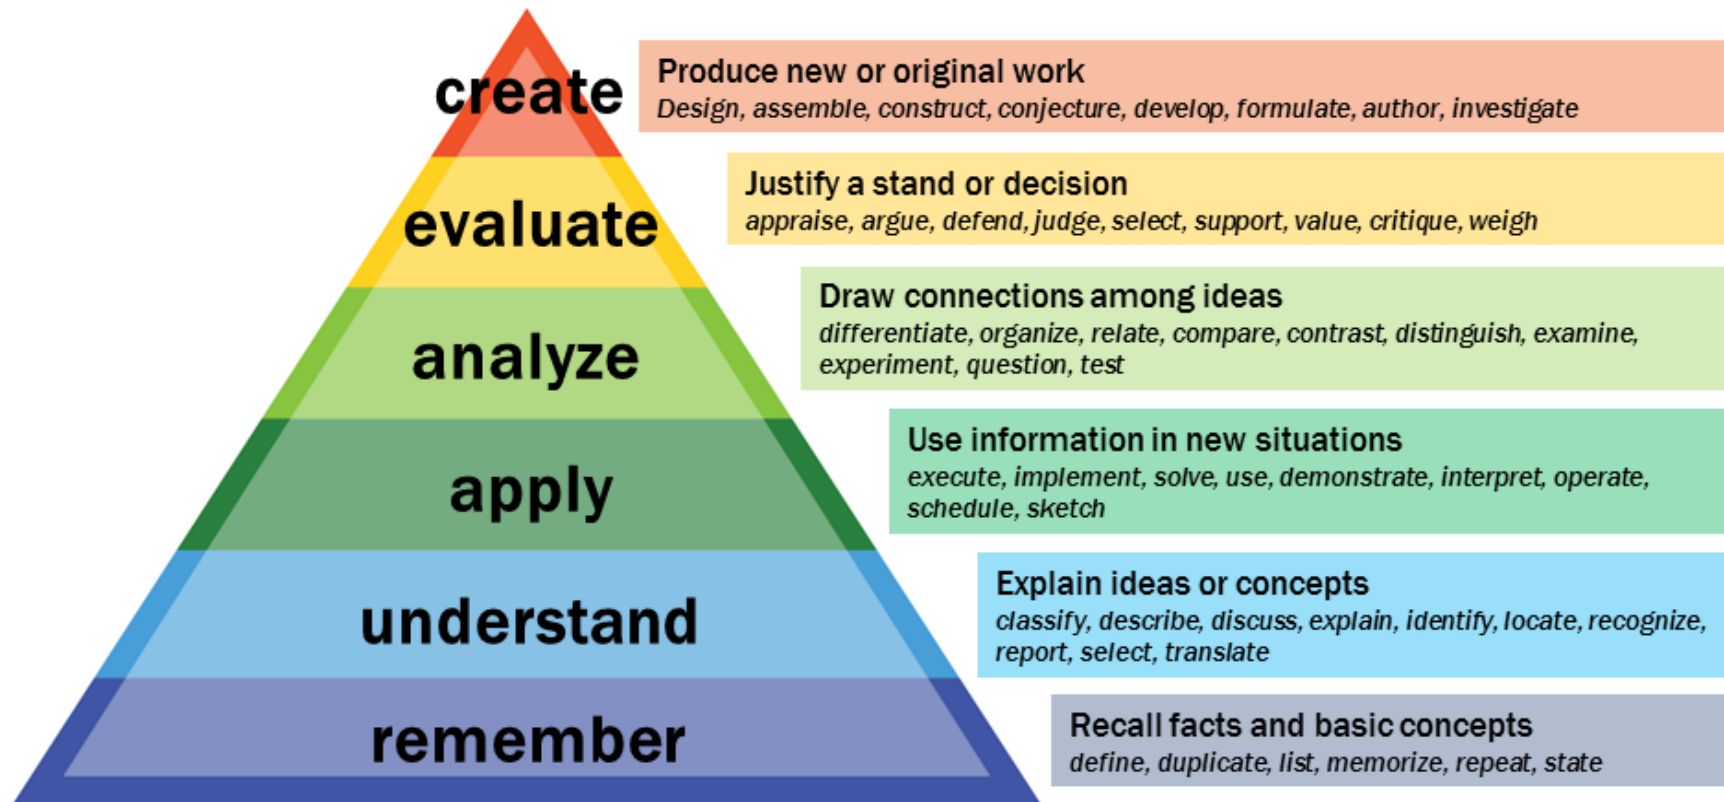 create
Produce new or original work
Design, assemble, construct, conjecture, develop, formulate, author, investigate
evaluate
Justify a stand or decision
appraise, argue, defend, judge, select, support, value, critique, weigh
analyze
Draw connections among ideas
differentiate, organize, relate, compare, contrast, distinguish, examine,
experiment, question, test
apply
Use information in new situations
execute, implement, solve, use, demonstrate, interpret, operate,
schedule, sketch
understand
Explain ideas or concepts
classify, describe, discuss, explain, identify, locate, recognize,
report, select, translate
remember
Recall facts and basic concepts
define, duplicate, list, memorize, repeat, state